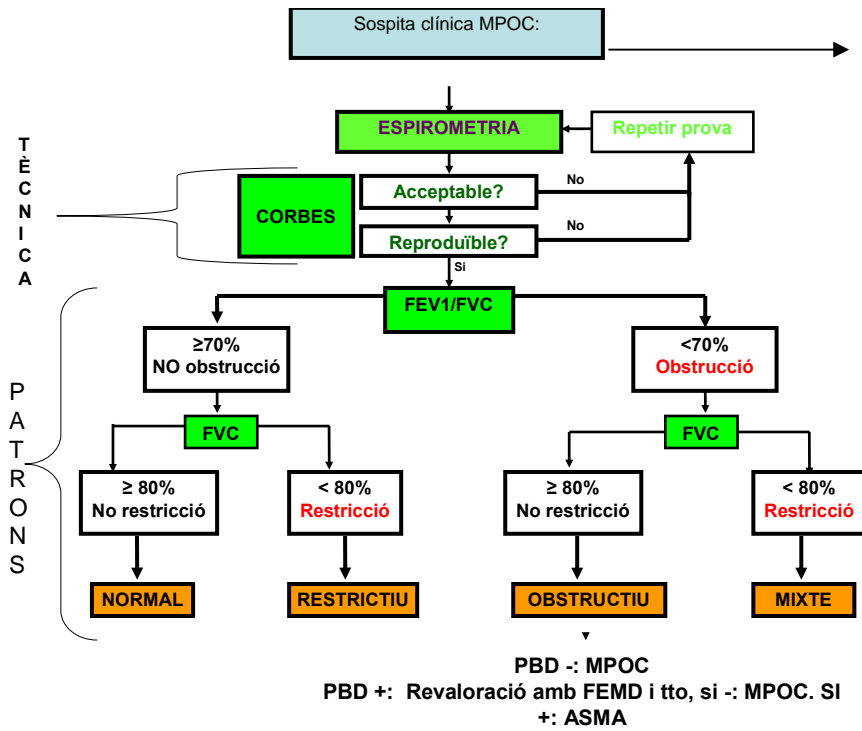 Sospita clínica MPOC:
ESPIROMETRIA
Repetir prova
TÈCNICA
CORBES
Acceptable?
No
Reproduïble?
No
Si
FEV1/FVC
PATRONS
≥70%
NO obstrucció
<70%
Obstrucció
FVC
FVC
≥ 80%
No restricció
< 80%
Restricció
≥ 80%
No restricció
< 80%
Restricció
NORMAL
RESTRICTIU
OBSTRUCTIU
MIXTE
PBD -: MPOC
PBD +: Revaloració amb FEMD i tto, si -: MPOC. SI
+: ASMA